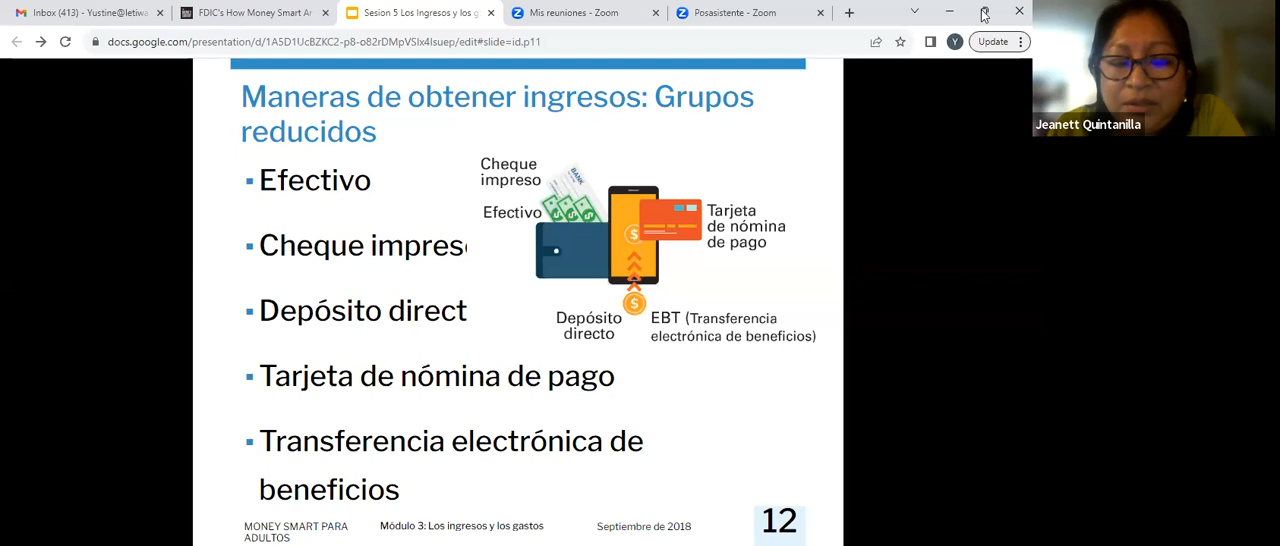 Inbox (413) - Yustine@letiwa
FDIC's How Money Smart Ar
Sesion 5 Los Ingresos y los g
Mis reuniones - Zoom
Posasistente - Zoom
docs.google.com/presentation/d/1A5D1UcBZKC2-p8-o82rDMpVSIx4Isuep/edit#slide=id.p11
Y
Update
Jeanett Quintanilla
Maneras de obtener ingresos: Grupos
reducidos
Efectivo
Cheque impreso
Depósito direct
Tarjeta de nómina de pago
Transferencia electrónica de
beneficios
Cheque
impreso
BANK
Efectivo
Tarjeta
de nómina
de pago
Depósito
directo
EBT (Transferencia
electrónica de beneficios)
MONEY SMART PARA
ADULTOS
Módulo 3: Los ingresos y los gastos
Septiembre de 2018
12